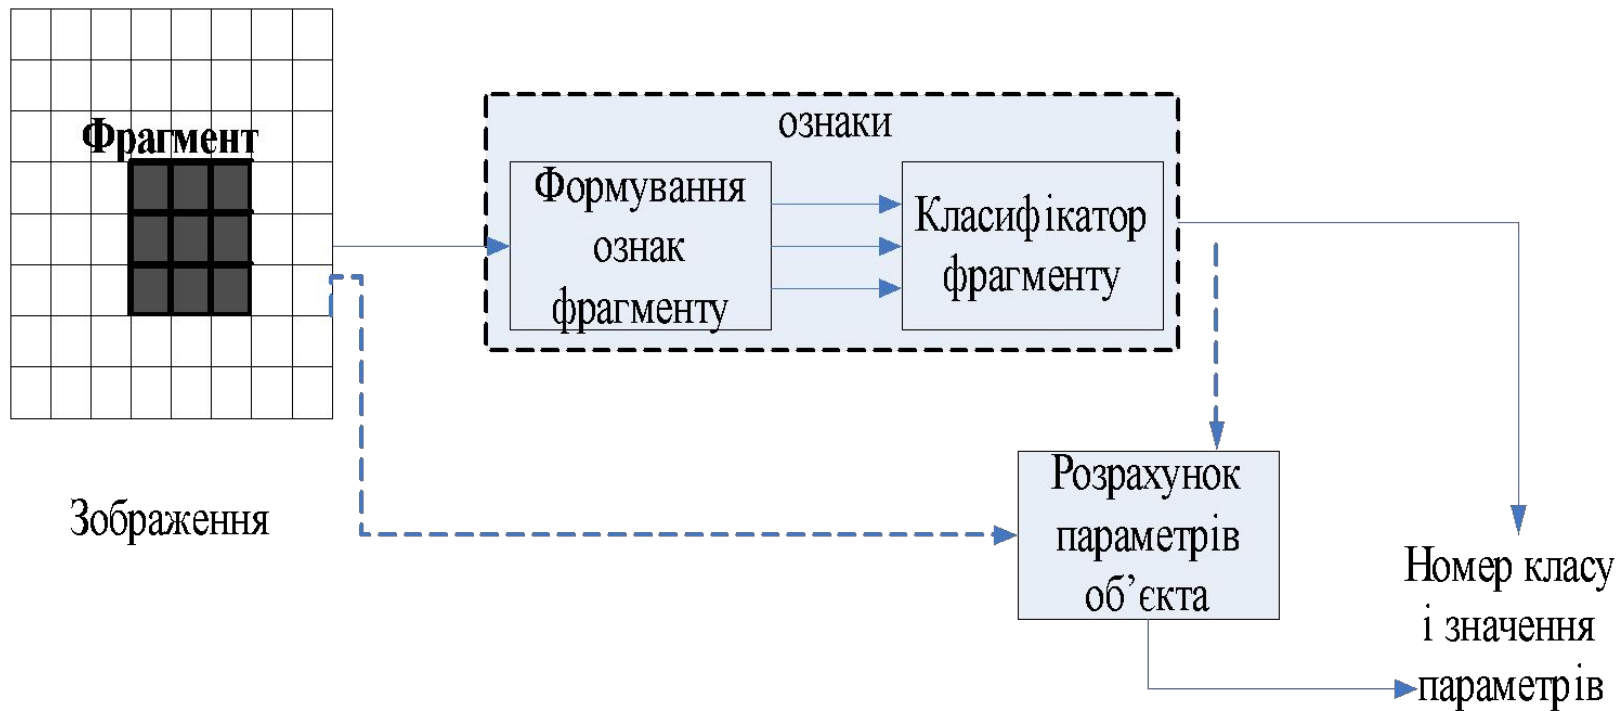 Фрагмент
Зображення
ознаки
Формування
ознак
фрагменту
Класифікатор
фрагменту
Розрахунок
параметрів
об’єкта
Номер класу
і значення
параметрів